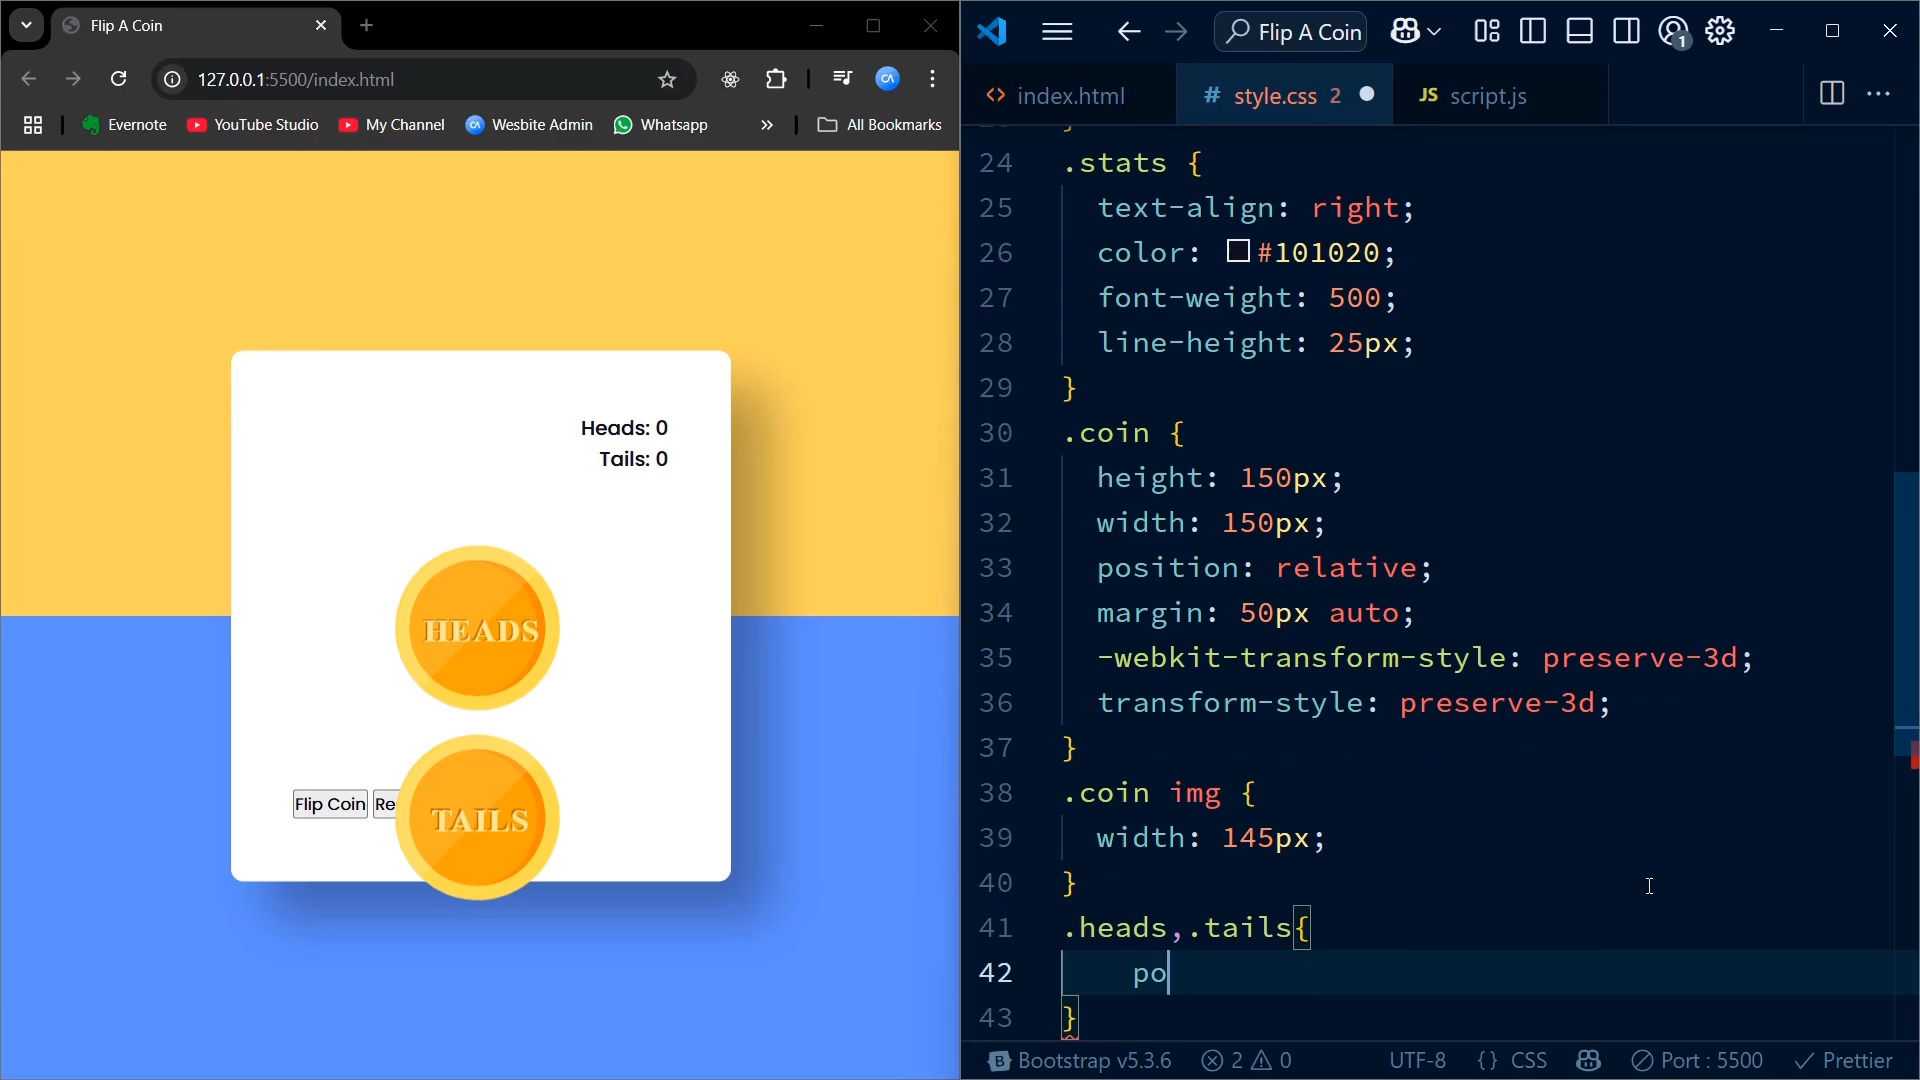 Flip A Coin
127.0.0.1:5500/index.html
Evernote
YouTube Studio
My Channel
Wesbite Admin
Whatsapp
All Bookmarks
Heads: 0
Tails: 0
HEADS
Flip Coin
Re
TAILS
Flip A Coin
1
index.html
# style.css 2
JS script.js
24 .stats {
25 text-align: right;
26 color: #101020;
27 font-weight: 500;
28 line-height: 25px;
29 }
30 .coin {
31 height: 150px;
32 width: 150px;
33 position: relative;
34 margin: 50px auto;
35 -webkit-transform-style: preserve-3d;
36 transform-style: preserve-3d;
37 }
38 .coin img {
39 width: 145px;
40 }
41 .heads,.tails{
42 po
43 }
Bootstrap v5.3.6
2
0
UTF-8
{ } CSS
Port : 5500
Prettier